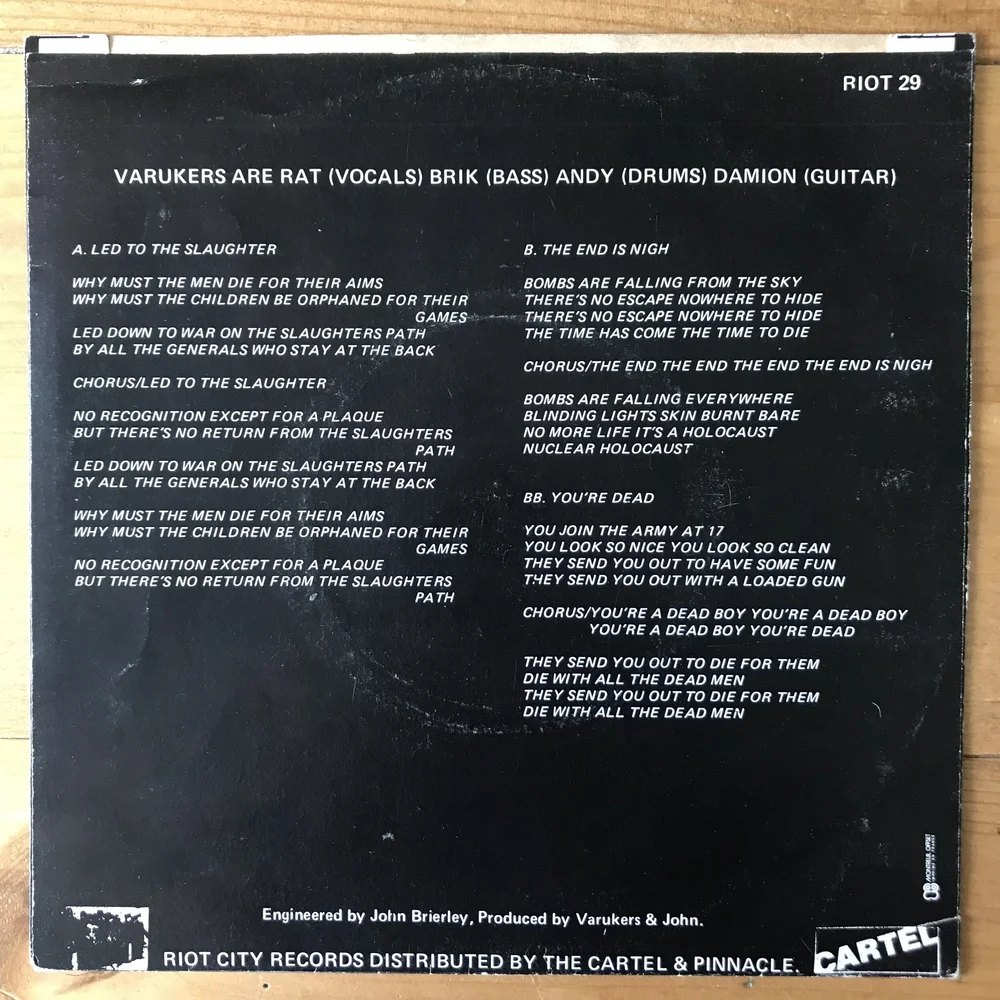 RIOT 29
VARUKERS ARE RAT (VOCALS) BRIK (BASS) ANDY (DRUMS) DAMION (GUITAR)
A. LED TO THE SLAUGHTER
WHY MUST THE MEN DIE FOR THEIR AIMS
WHY MUST THE CHILDREN BE ORPHANED FOR THEIR
GAMES
LED DOWN TO WAR ON THE SLAUGHTERS PATH
BY ALL THE GENERALS WHO STAY AT THE BACK
CHORUS/LED TO THE SLAUGHTER
NO RECOGNITION EXCEPT FOR A PLAQUE
BUT THERE'S NO RETURN FROM THE SLAUGHTERS
PATH
LED DOWN TO WAR ON THE SLAUGHTERS PATH
BY ALL THE GENERALS WHO STAY AT THE BACK
WHY MUST THE MEN DIE FOR THEIR AIMS
WHY MUST THE CHILDREN BE ORPHANED FOR THEIR
GAMES
NO RECOGNITION EXCEPT FOR A PLAQUE
BUT THERE'S NO RETURN FROM THE SLAUGHTERS
PATH
B. THE END IS NIGH
BOMBS ARE FALLING FROM THE SKY
THERE'S NO ESCAPE NOWHERE TO HIDE
THERE'S NO ESCAPE NOWHERE TO HIDE
THE TIME HAS COME THE TIME TO DIE
CHORUS/THE END THE END THE END THE END IS NIGH
BOMBS ARE FALLING EVERYWHERE
BLINDING LIGHTS SKIN BURNT BARE
NO MORE LIFE IT'S A HOLOCAUST
NUCLEAR HOLOCAUST
BB. YOU'RE DEAD
YOU JOIN THE ARMY AT 17
YOU LOOK SO NICE YOU LOOK SO CLEAN
THEY SEND YOU OUT TO HAVE SOME FUN
THEY SEND YOU OUT WITH A LOADED GUN
CHORUS/YOU'RE A DEAD BOY YOU'RE A DEAD BOY
YOU'RE A DEAD BOY YOU'RE DEAD
THEY SEND YOU OUT TO DIE FOR THEM
DIE WITH ALL THE DEAD MEN
THEY SEND YOU OUT TO DIE FOR THEM
DIE WITH ALL THE DEAD MEN
MONTREUIL OFFSET
Engineered by John Brierley, Produced by Varukers & John.
RIOT CITY RECORDS DISTRIBUTED BY THE CARTEL & PINNACLE.
CARTEL